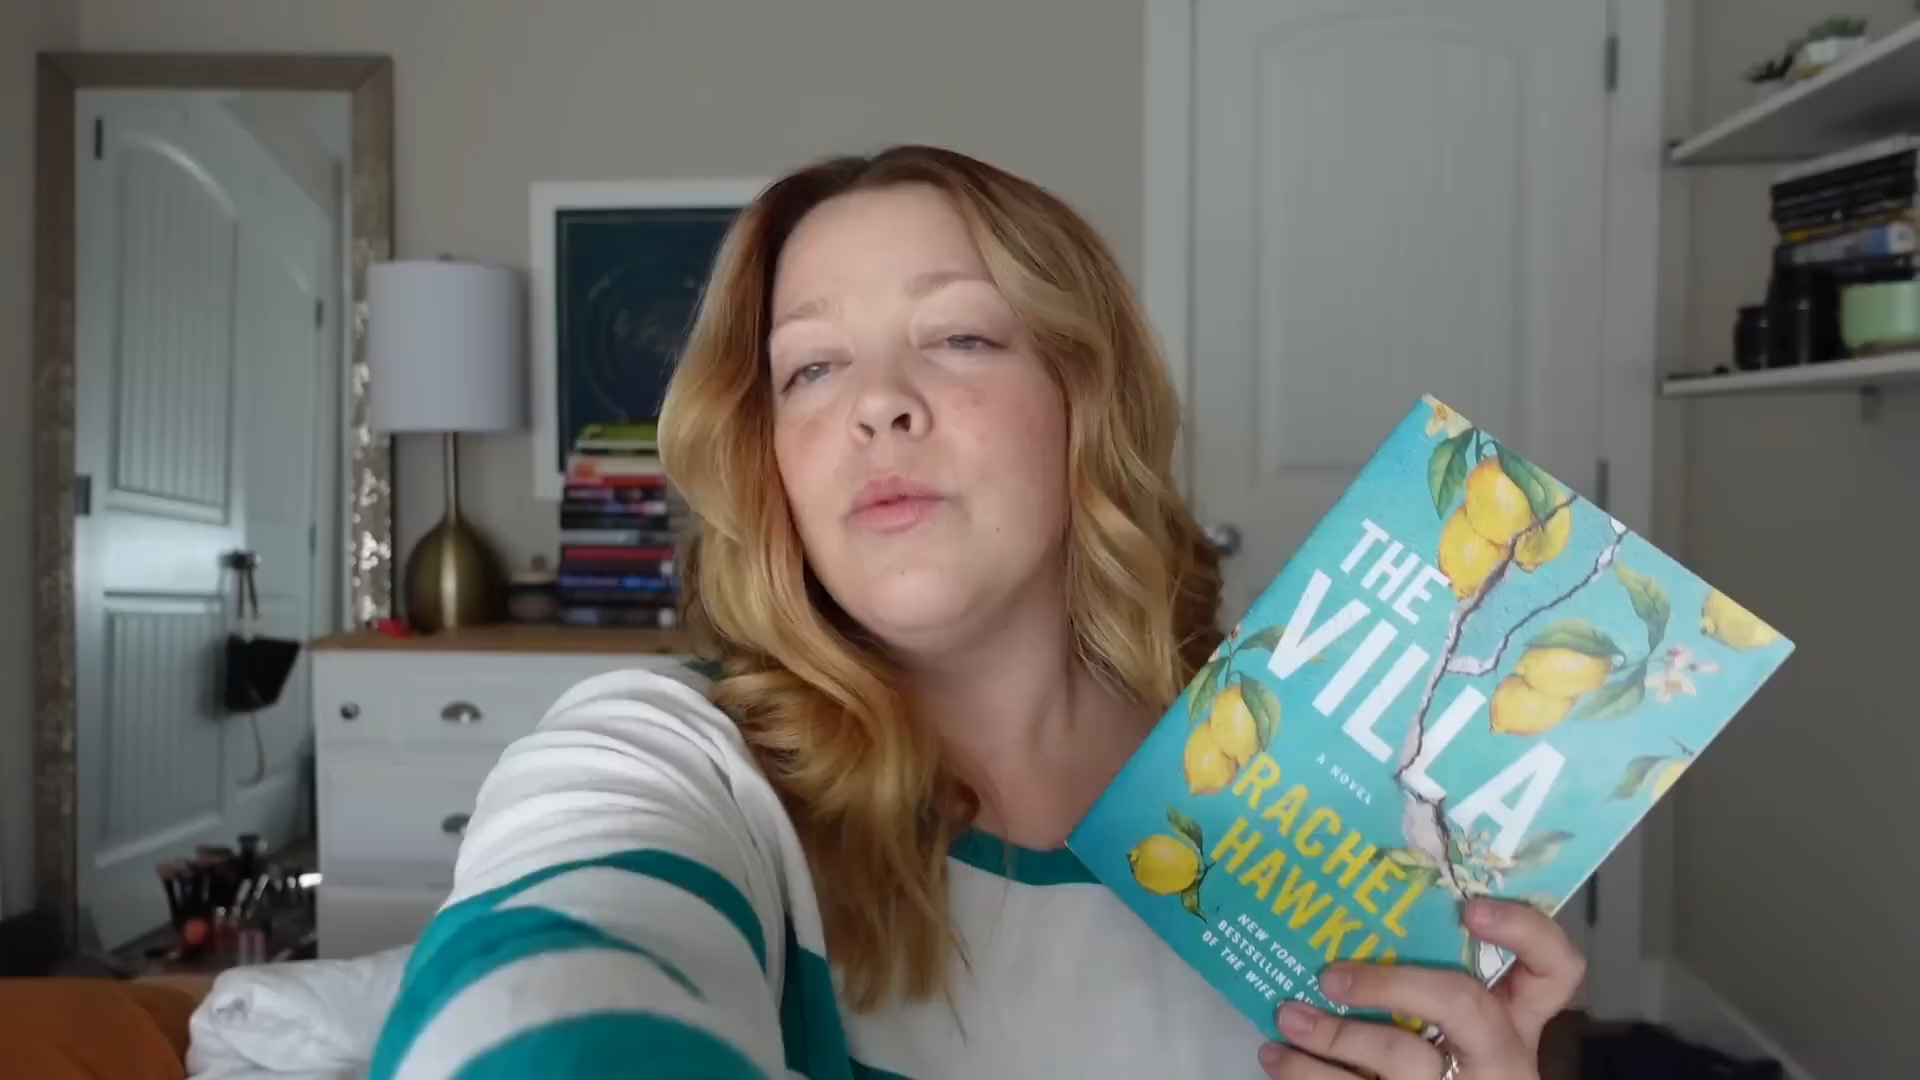 THE
VILLA
A NOVEL
RACHEL
HAWKI
NEW YORK
BESTSELLING
OF THE WIFE